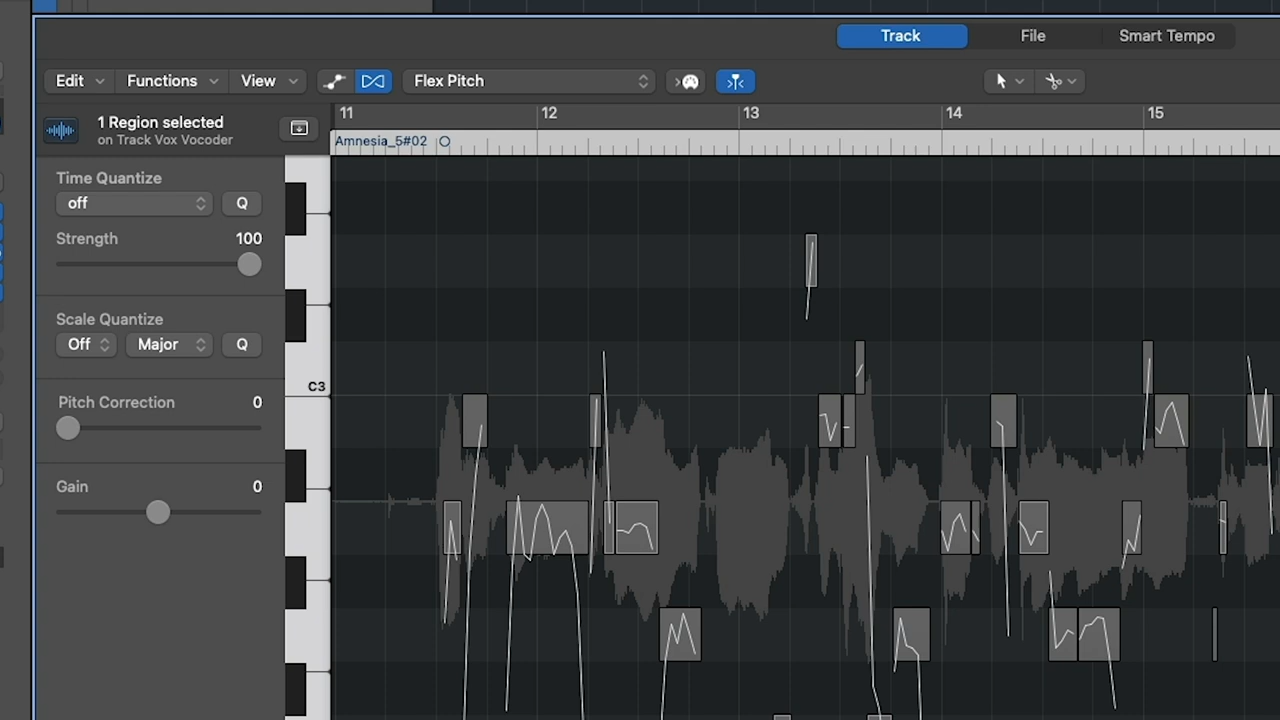 Track File Smart Tempo
Edit Functions View Flex Pitch
11 12 13 14 15
1 Region selected
on Track Vox Vocoder
Amnesia_5#02
Time Quantize
off Q
Strength 100
Scale Quantize
Off Major Q
C3
Pitch Correction 0
Gain 0